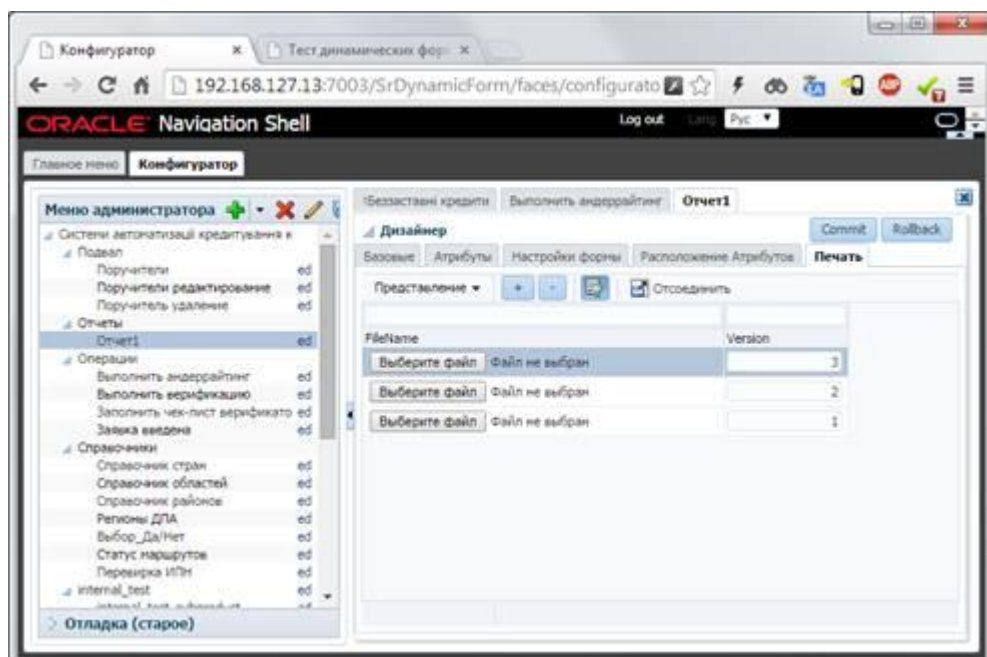 Конфигуратор
Тест динамических фор
192.168.127.13:7003/SrDynamicForm/faces/configurato
ORACLE Navigation Shell
Log out Lang Рус
Главное меню Конфигуратор
Меню администратора
Системи автоматизації кредитування к
Подвал
Поручители ed
Поручители редактирование ed
Поручитель удаление ed
Отчеты
Отчет1 ed
Операции
Выполнить андеррайтинг ed
Выполнить верификацию ed
Заполнить чек-лист верификато ed
Заявка введена ed
Справочники
Справочник стран ed
Справочник областей ed
Справочник районов ed
Регионы ДПА ed
Выбор_Да/Нет ed
Статус маршрутов ed
Перевирка ИПН ed
internal_test ed
Отладка (старое)
Беззаставні кредити Выполнить андеррайтинг Отчет1
Дизайнер Commit Rollback
Базовые Атрибуты Настройки формы Расположение Атрибутов Печать
Представление Отсоединить
FileName Version
Выберите файл Файл не выбран 3
Выберите файл Файл не выбран 2
Выберите файл Файл не выбран 1